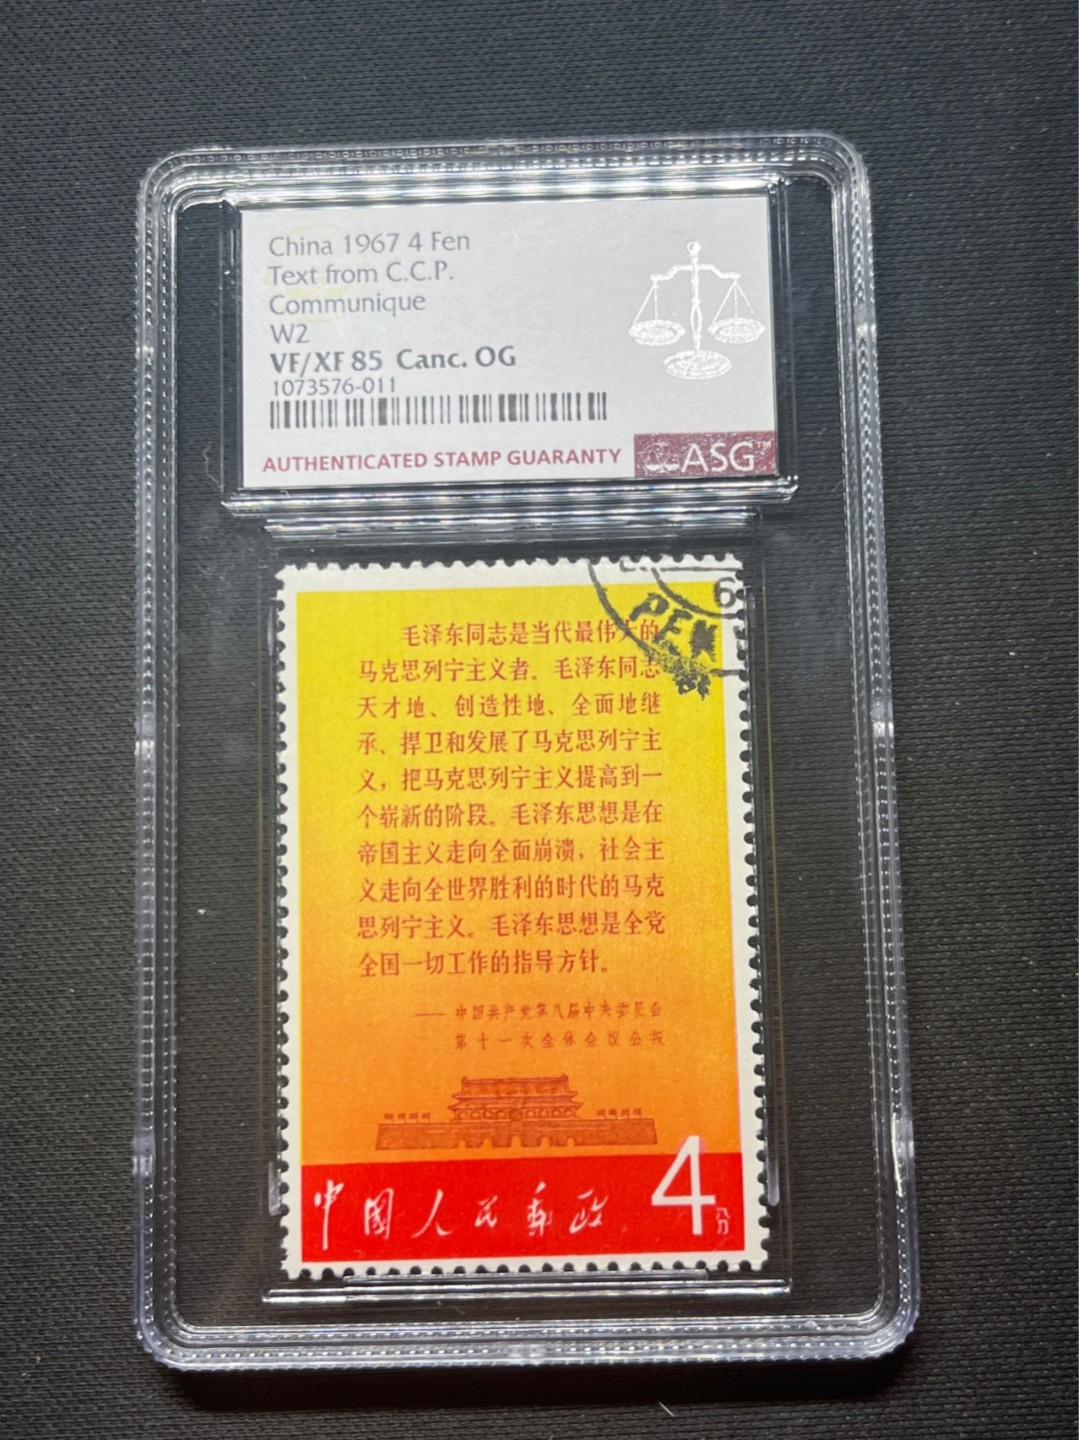 China 1967 4 Fen
Text from C.C.P.
Communique
W2
VF/XF 85 Canc. OG
1073576-011
AUTHENTICATED STAMP GUARANTY
ASG™
6
PEK
毛泽东同志是当代最伟大的
马克思列宁主义者。毛泽东同志
天才地、创造性地、全面地继
承、捍卫和发展了马克思列宁主
义，把马克思列宁主义提高到一
个崭新的阶段。毛泽东思想是在
帝国主义走向全面崩溃，社会主
义走向全世界胜利的时代的马克
思列宁主义。毛泽东思想是全党
全国一切工作的指导方针。
——中国共产党第八届中央委员会
第十一次全体会议公报
中国人民邮政
4
八分